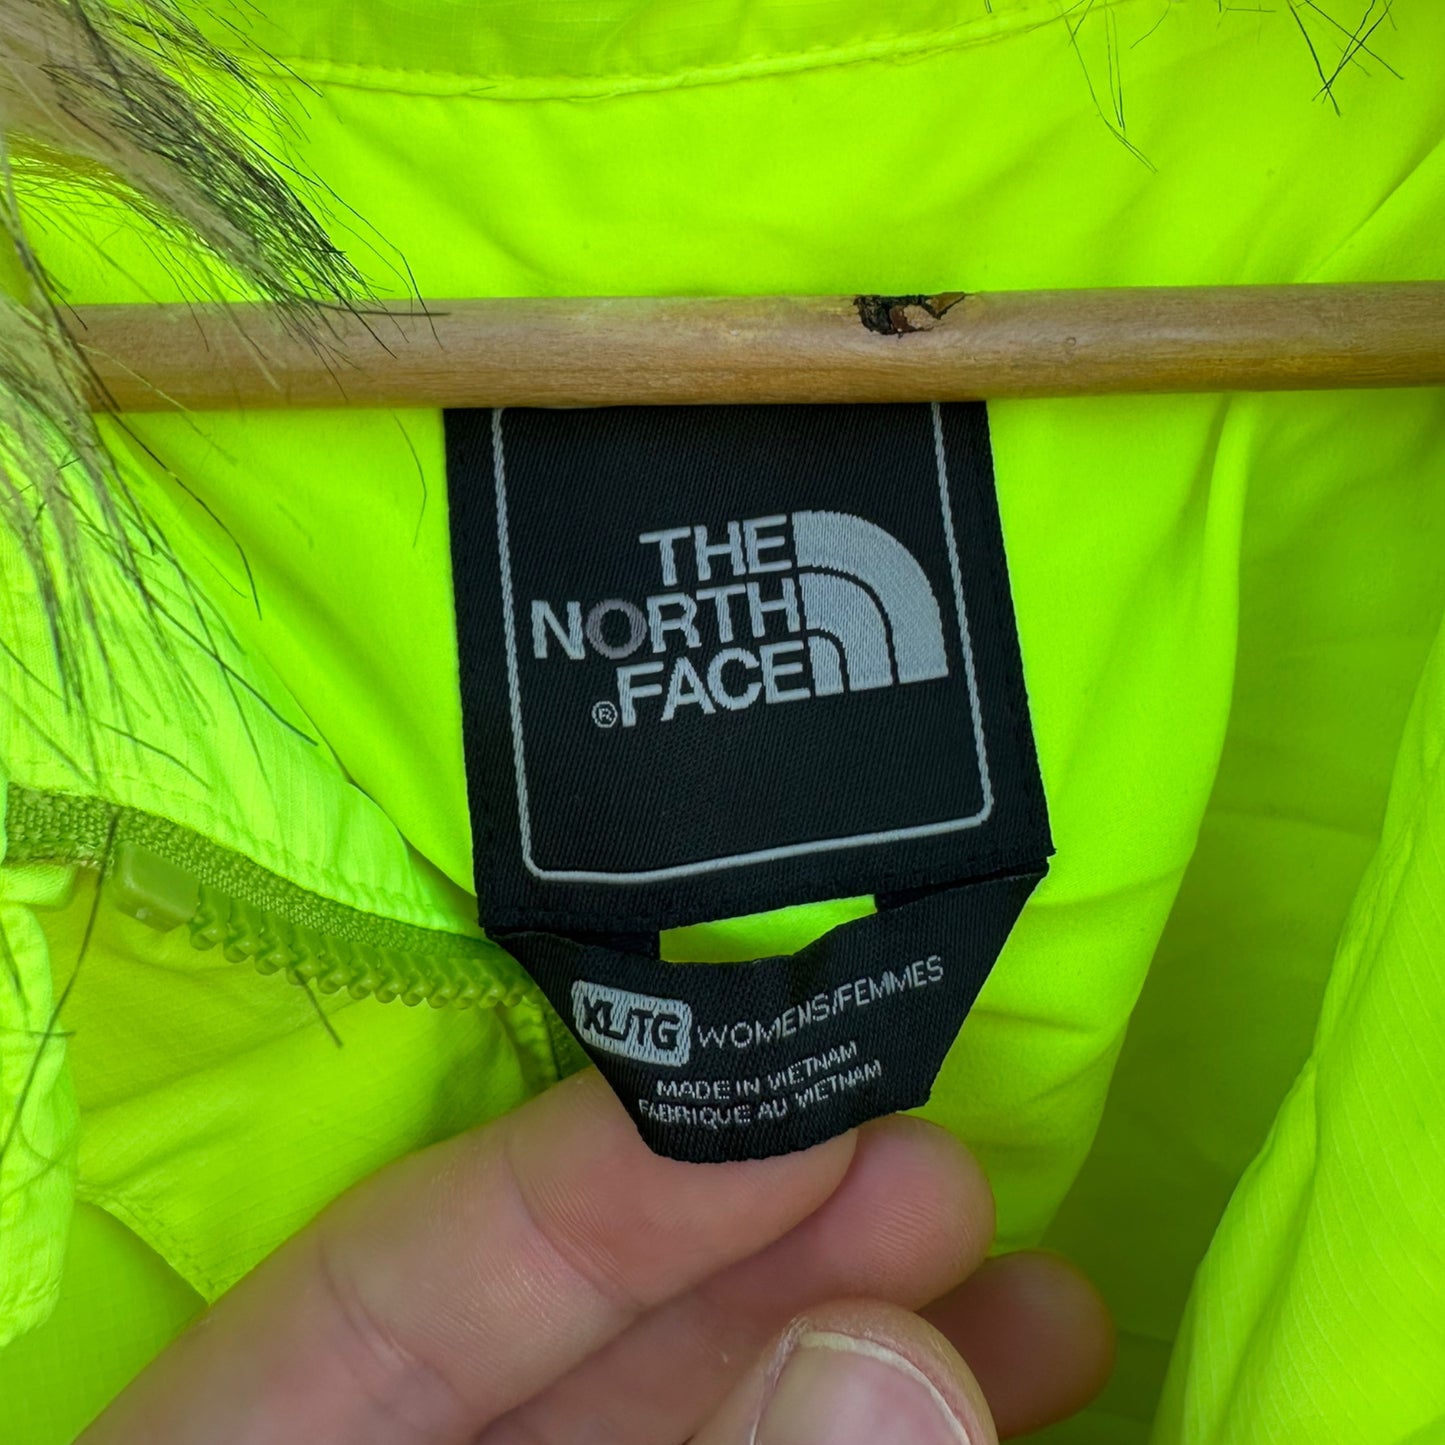 THE
NORTH
® FACE
XL/TG WOMENS/FEMMES
MADE IN VIETNAM
FABRIQUE AU VIETNAM